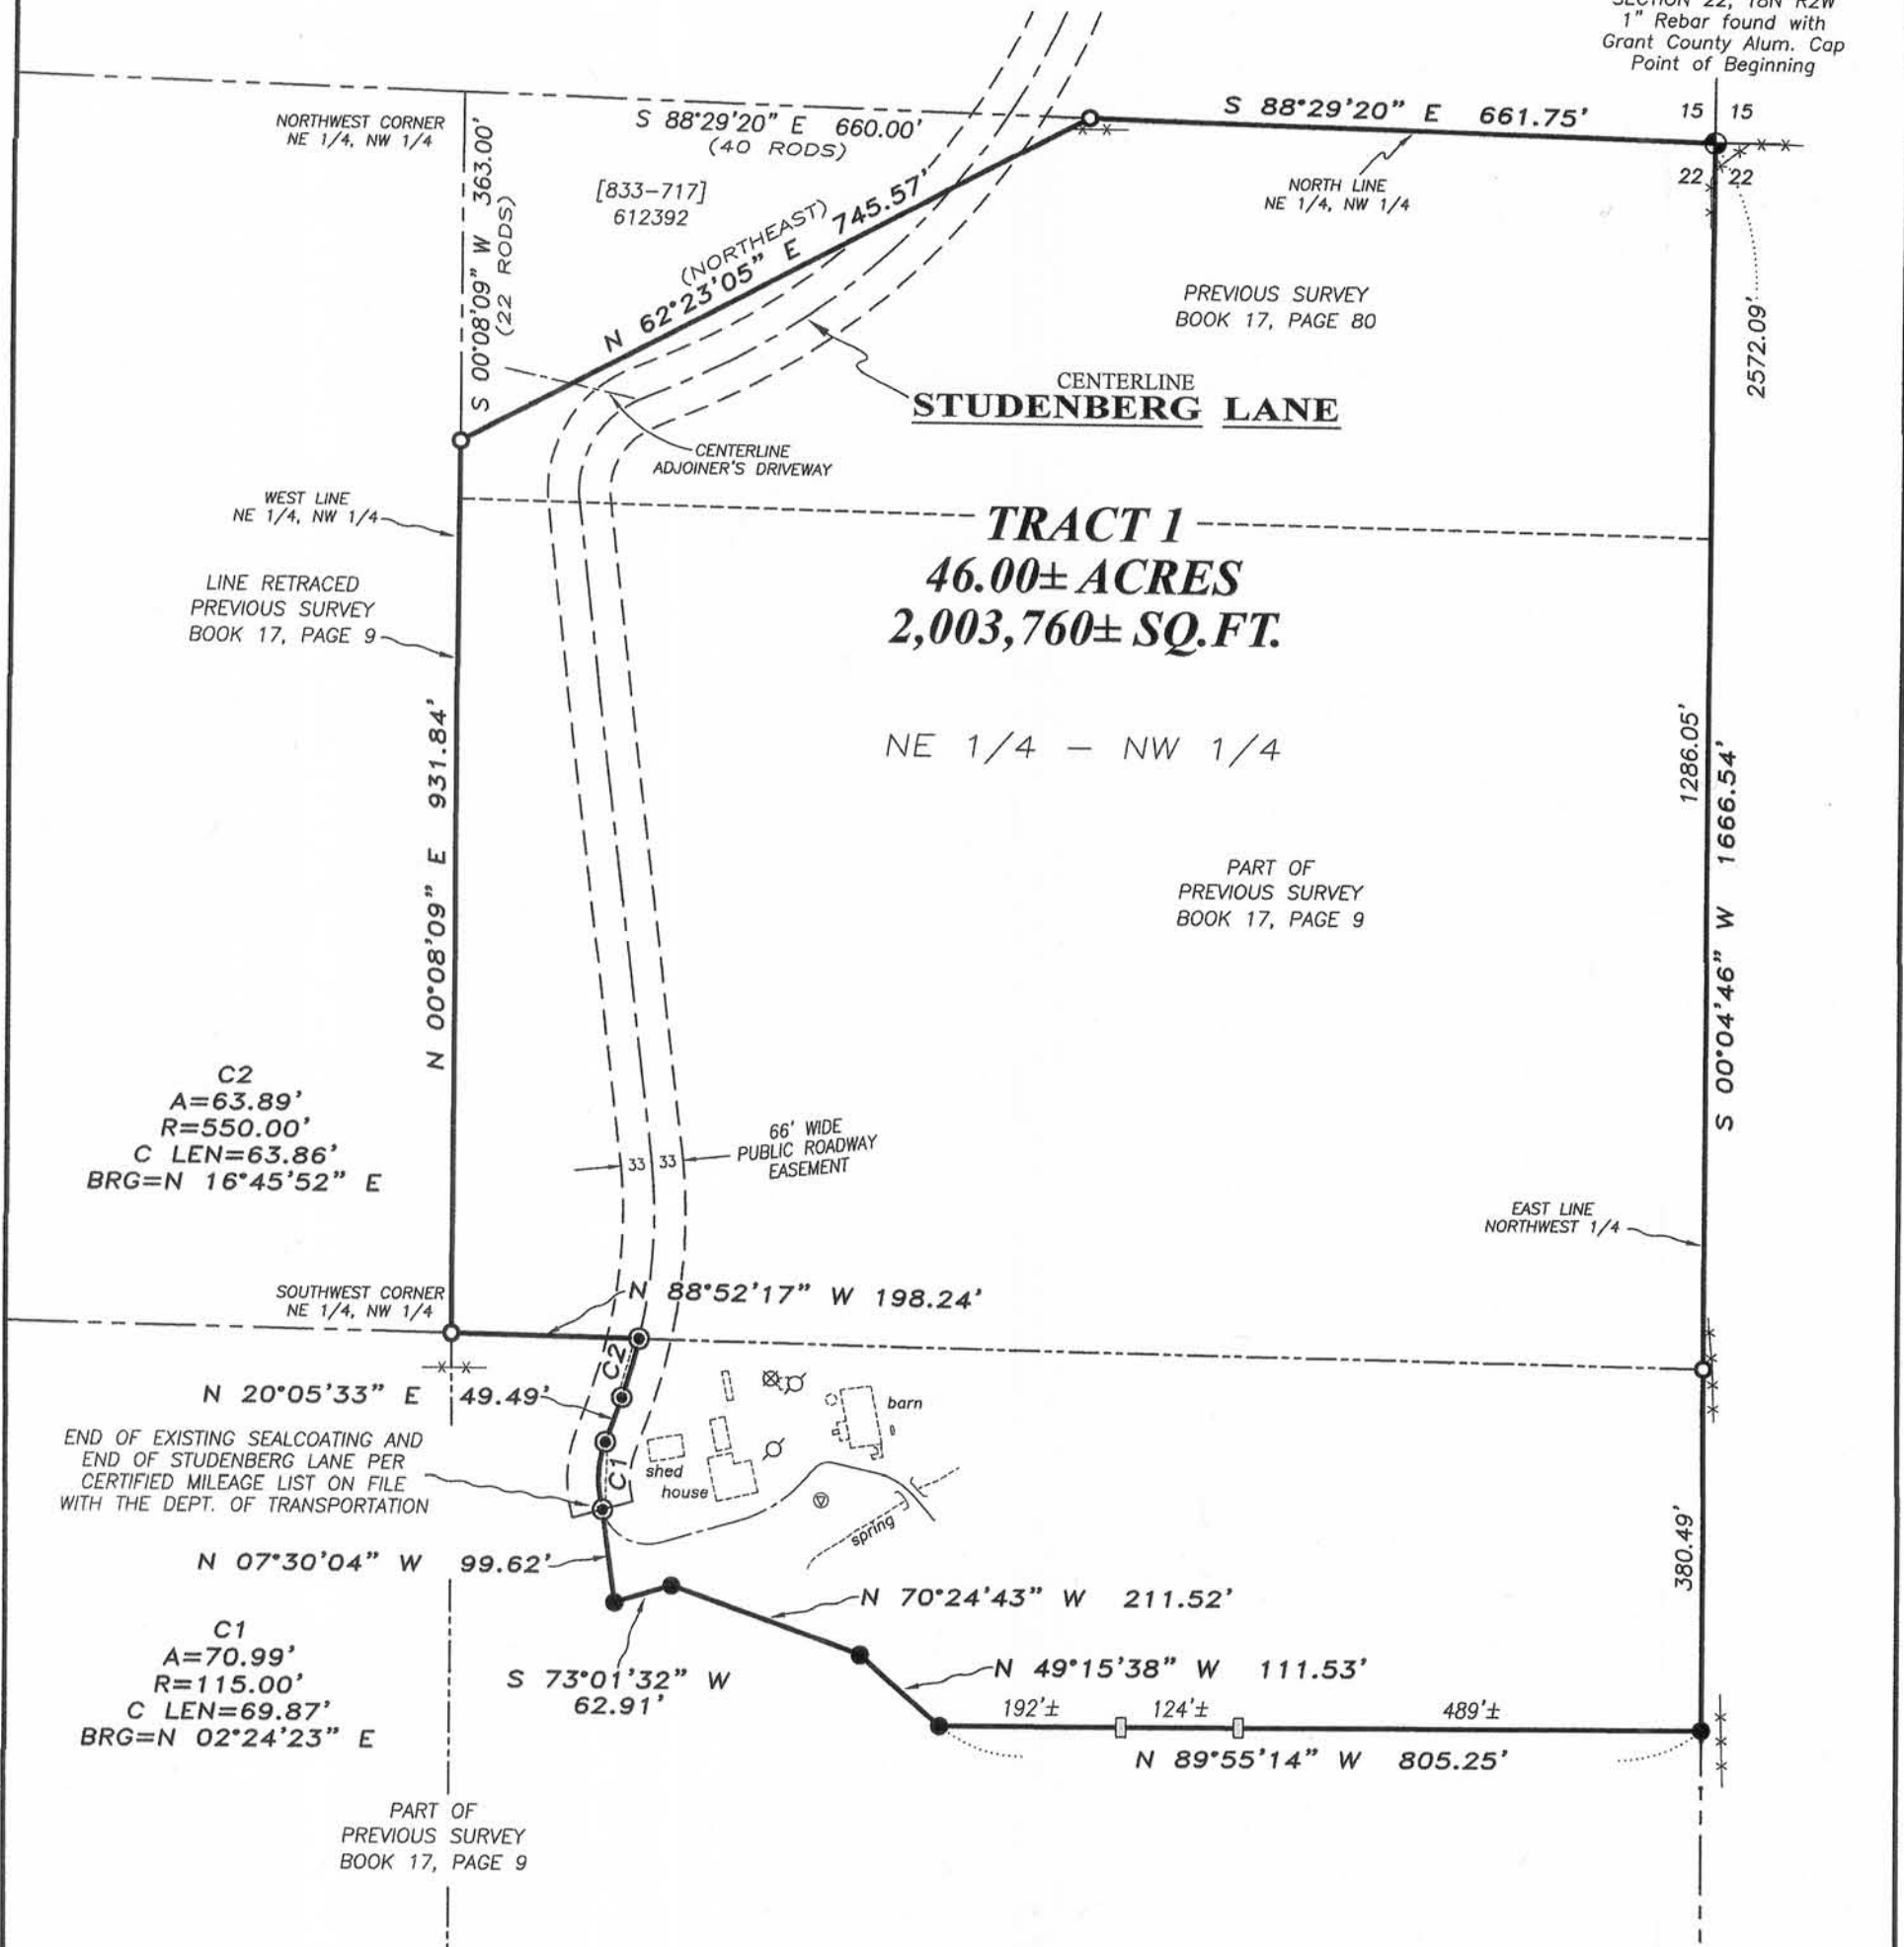 SECTION 22, T8N R2W
1" Rebar found with
Grant County Alum. Cap
Point of Beginning
15 15
22 22
NORTHWEST CORNER
NE 1/4, NW 1/4
S 88°29'20" E 660.00'
(40 RODS)
S 88°29'20" E 661.75'
NORTH LINE
NE 1/4, NW 1/4
[833-717]
612392
S 00°08'09" W 363.00'
(22 RODS)
(NORTHEAST)
N 62°23'05" E 745.57'
PREVIOUS SURVEY
BOOK 17, PAGE 80
2572.09'
CENTERLINE
STUDENBERG LANE
CENTERLINE
ADJOINER'S DRIVEWAY
WEST LINE
NE 1/4, NW 1/4
LINE RETRACED
PREVIOUS SURVEY
BOOK 17, PAGE 9
TRACT 1
46.00± ACRES
2,003,760± SQ.FT.
NE 1/4 - NW 1/4
N 00°08'09" E 931.84'
1286.05'
S 00°04'46" W 1666.54'
PART OF
PREVIOUS SURVEY
BOOK 17, PAGE 9
C2
A=63.89'
R=550.00'
C LEN=63.86'
BRG=N 16°45'52" E
66' WIDE
PUBLIC ROADWAY
EASEMENT
33 33
EAST LINE
NORTHWEST 1/4
SOUTHWEST CORNER
NE 1/4, NW 1/4
N 88°52'17" W 198.24'
C2
N 20°05'33" E 49.49'
barn
END OF EXISTING SEALCOATING AND
END OF STUDENBERG LANE PER
CERTIFIED MILEAGE LIST ON FILE
WITH THE DEPT. OF TRANSPORTATION
C1
shed
house
spring
380.49'
N 07°30'04" W 99.62'
N 70°24'43" W 211.52'
C1
A=70.99'
R=115.00'
C LEN=69.87'
BRG=N 02°24'23" E
S 73°01'32" W
62.91'
N 49°15'38" W 111.53'
192'± 124'± 489'±
N 89°55'14" W 805.25'
PART OF
PREVIOUS SURVEY
BOOK 17, PAGE 9